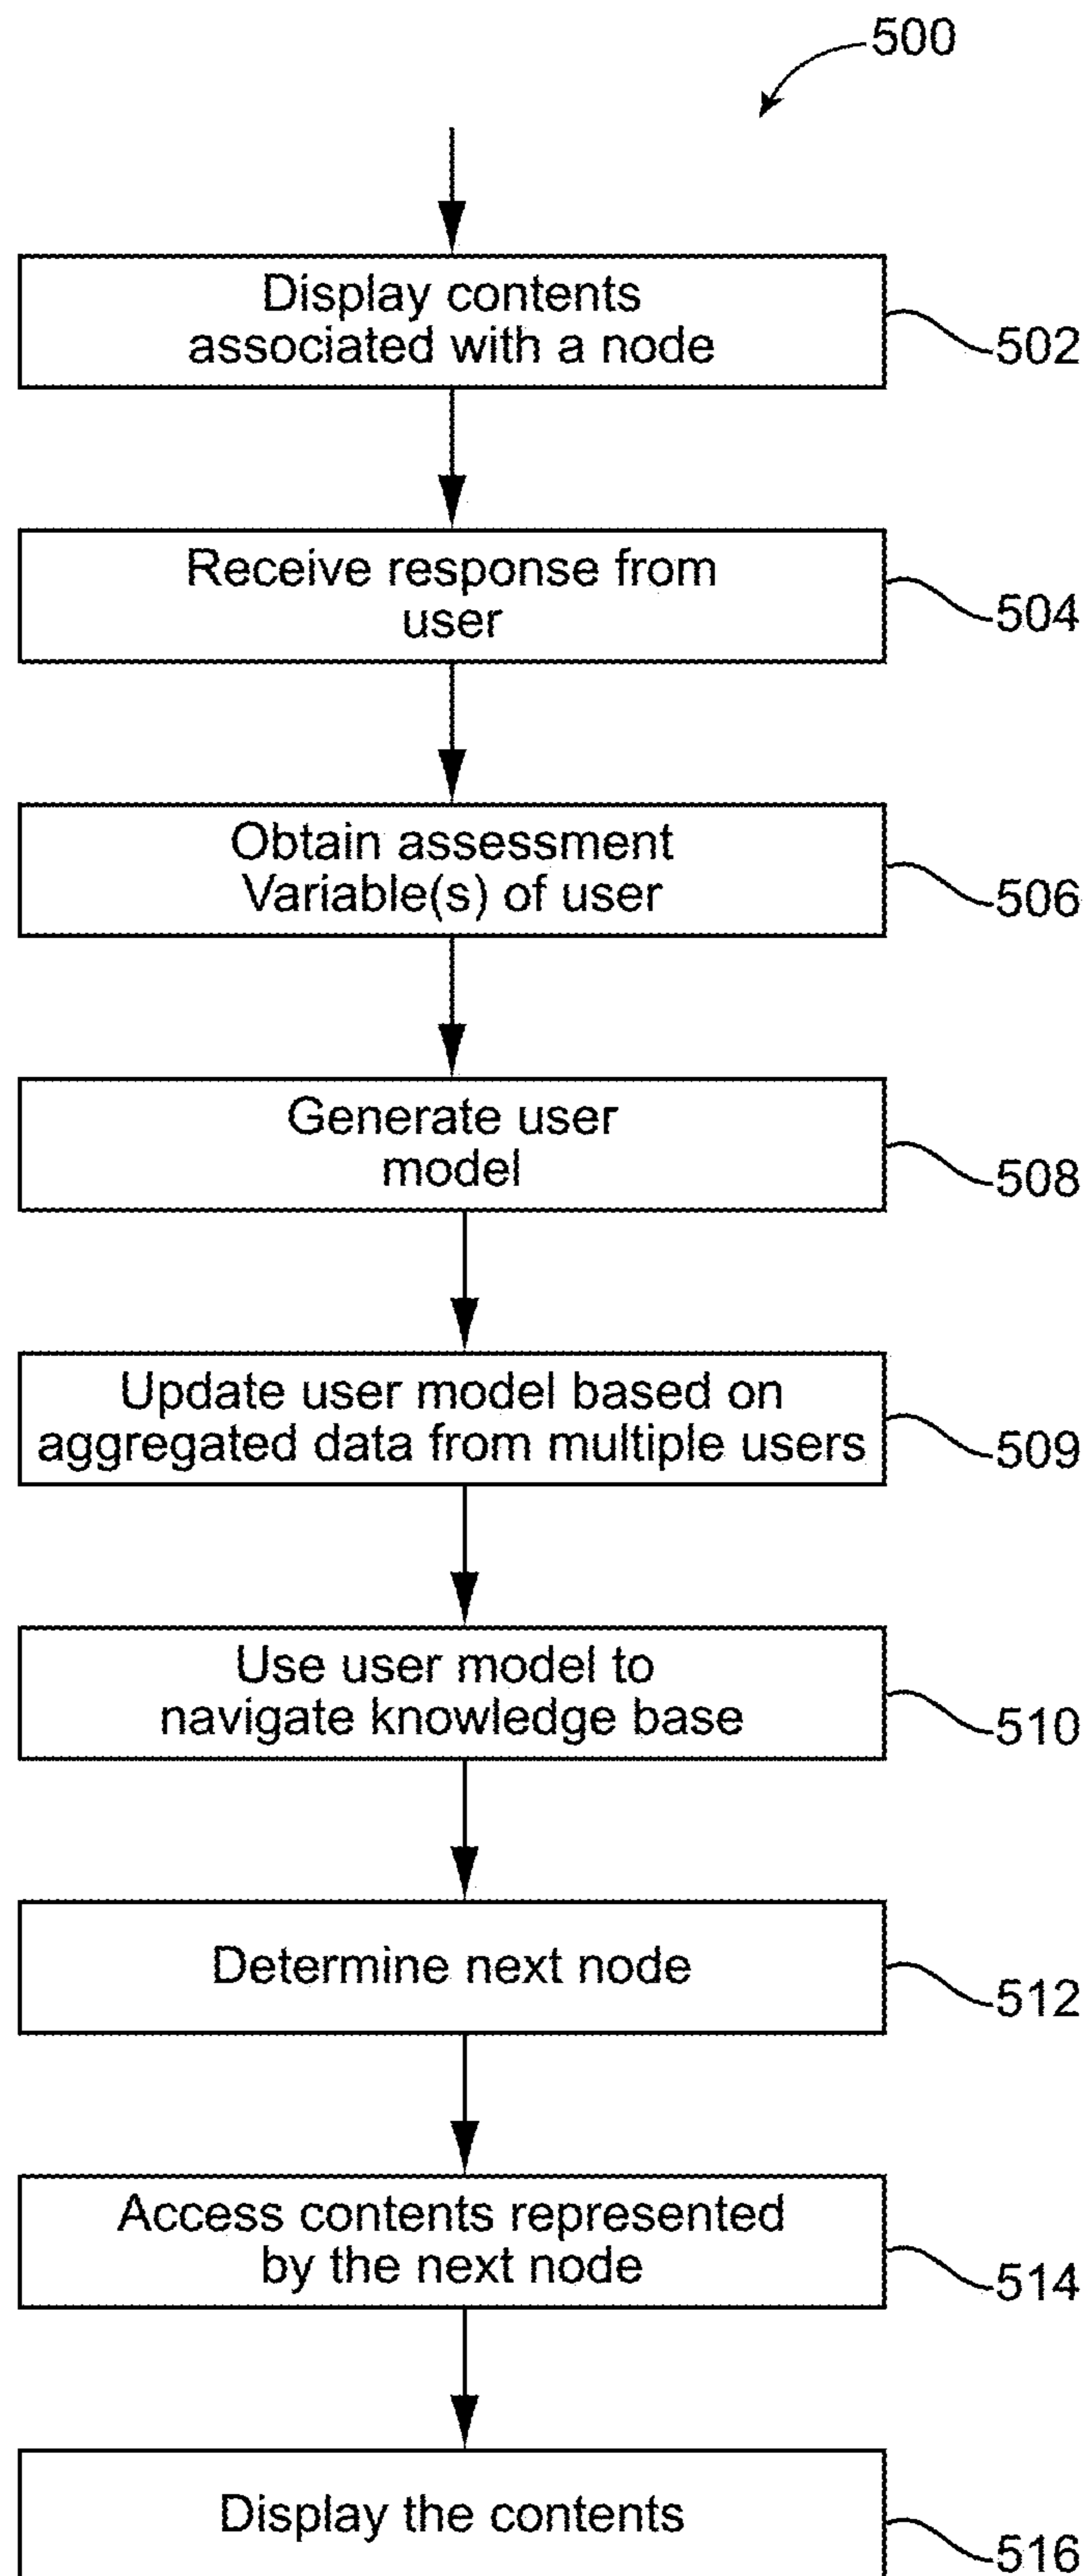 500
Display contents
associated with a node
502
Receive response from
user
504
Obtain assessment
Variable(s) of user
506
Generate user
model
508
Update user model based on
aggregated data from multiple users
509
Use user model to
navigate knowledge base
510
Determine next node
512
Access contents represented
by the next node
514
Display the contents
516